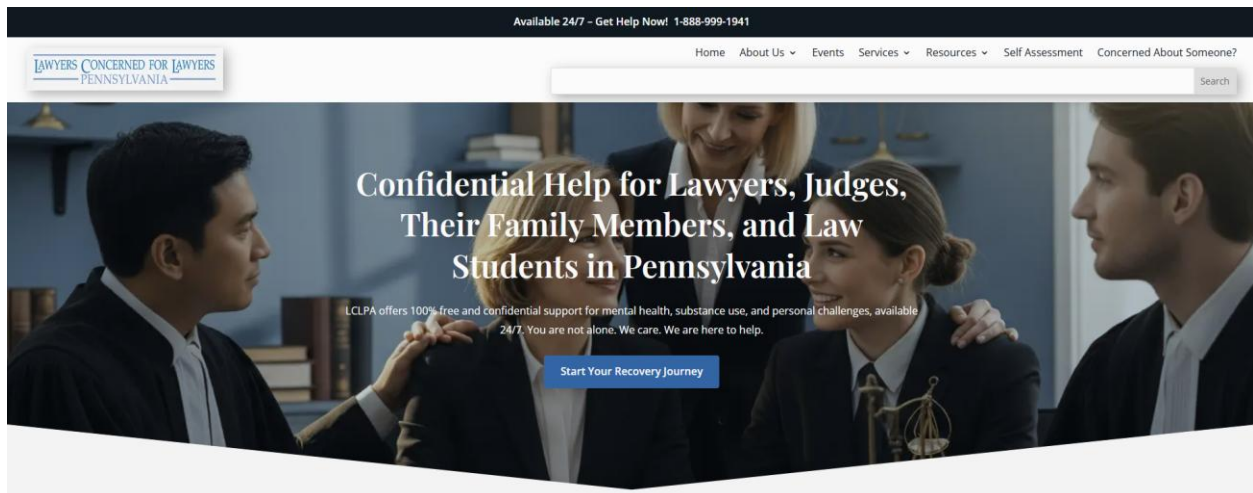 Available 24/7 – Get Help Now! 1-888-999-1941
LAWYERS CONCERNED FOR LAWYERS
PENNSYLVANIA
Home About Us Events Services Resources Self Assessment Concerned About Someone?
Search
Confidential Help for Lawyers, Judges,
Their Family Members, and Law
Students in Pennsylvania
LCLPA offers 100% free and confidential support for mental health, substance use, and personal challenges, available
24/7. You are not alone. We care. We are here to help.
Start Your Recovery Journey